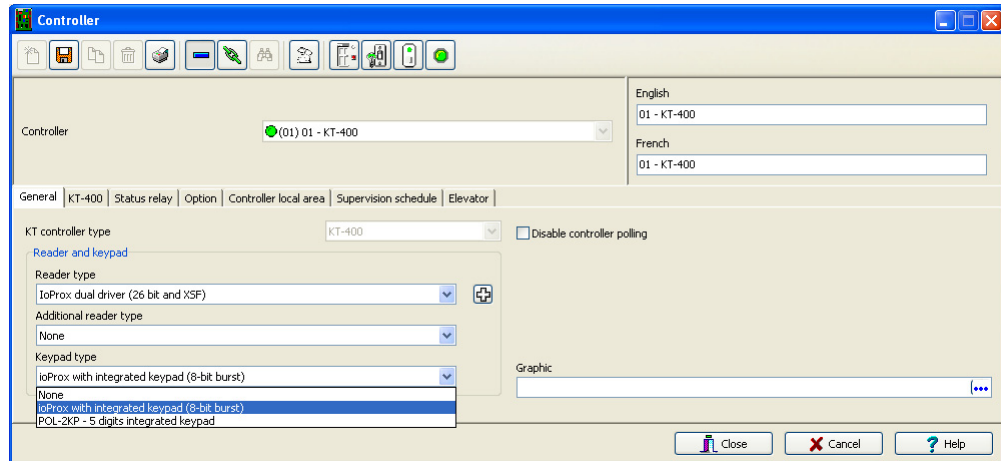 Controller
English
01 - KT-400
Controller
(01) 01 - KT-400
French
01 - KT-400
General
KT-400
Status relay
Option
Controller local area
Supervision schedule
Elevator
KT controller type
KT-400
Disable controller polling
Reader and keypad
Reader type
IoProx dual driver (26 bit and XSF)
Additional reader type
None
Keypad type
ioProx with integrated keypad (8-bit burst)
Graphic
None
ioProx with integrated keypad (8-bit burst)
POL-2KP - 5 digits integrated keypad
Close
Cancel
Help